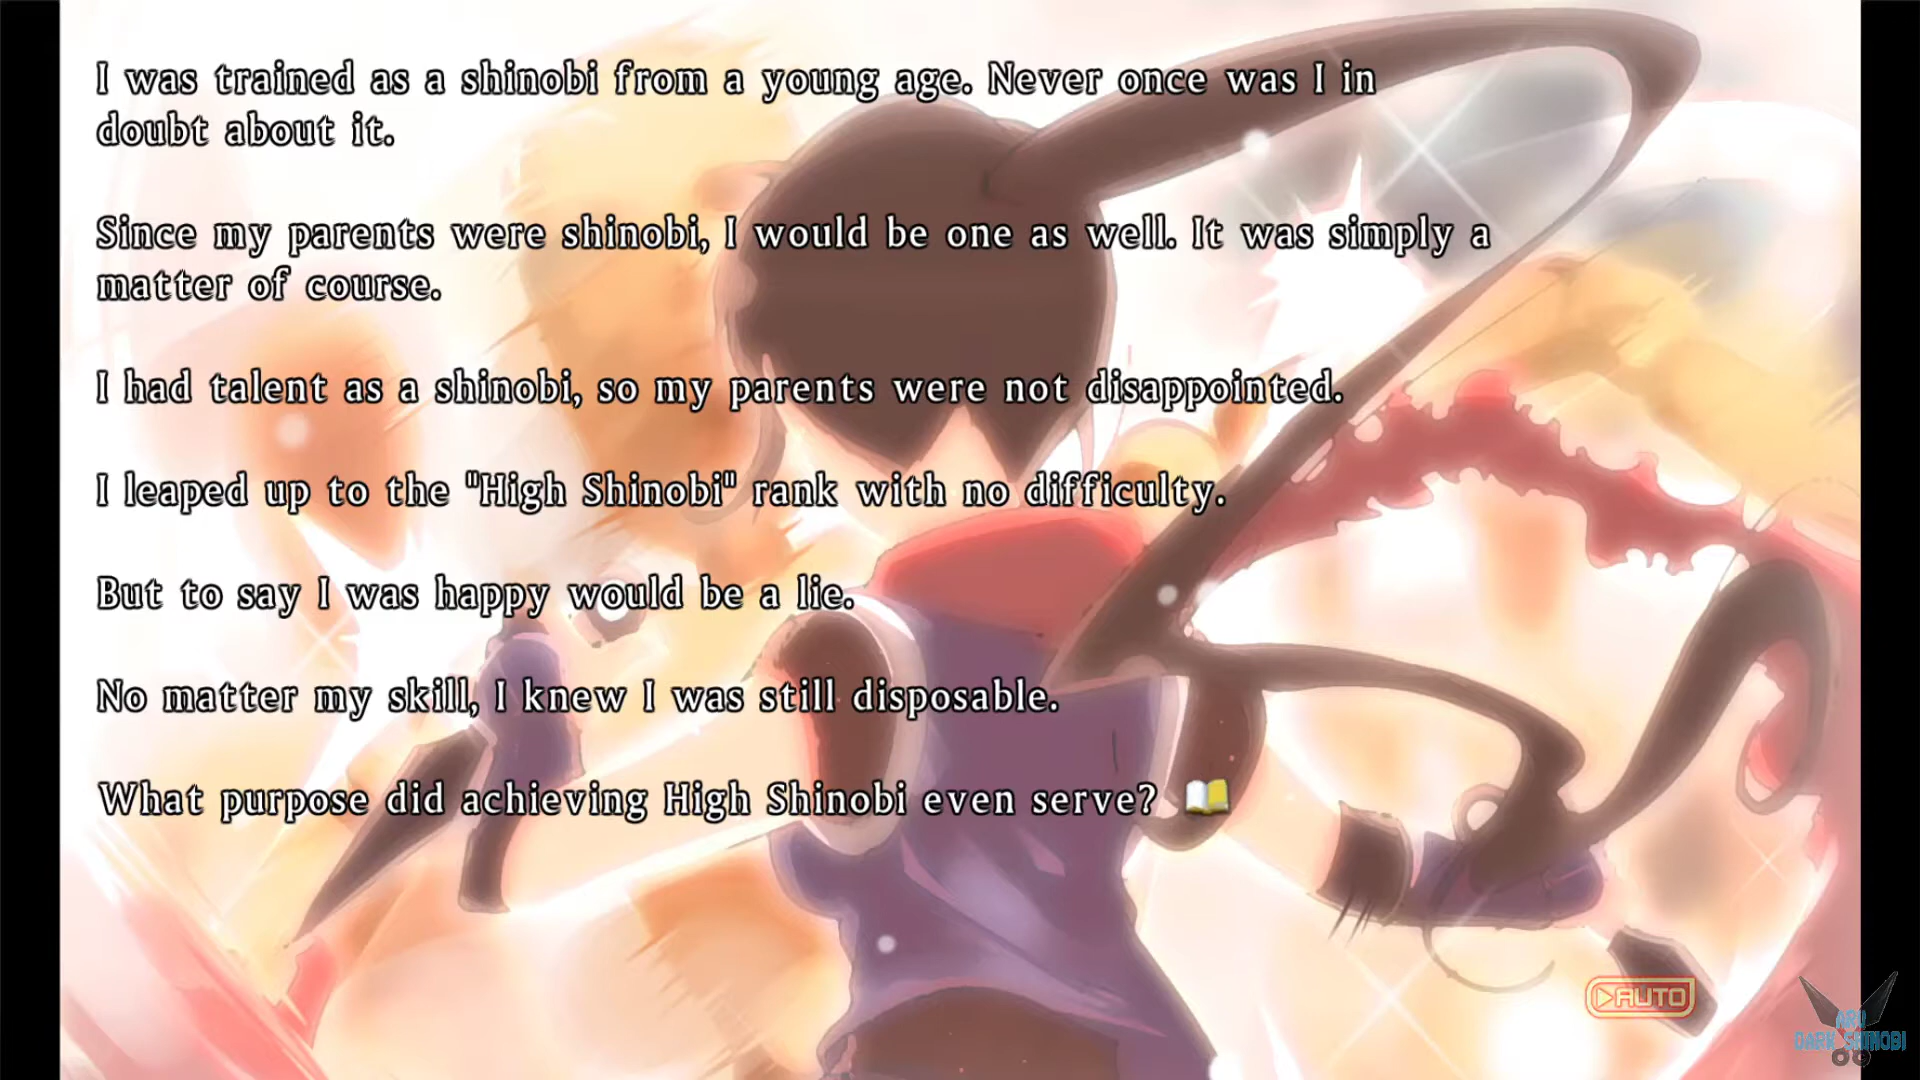 I was trained as a shinobi from a young age. Never once was I in
doubt about it.
Since my parents were shinobi, I would be one as well. It was simply a
matter of course.
I had talent as a shinobi, so my parents were not disappointed.
I leaped up to the "High Shinobi" rank with no difficulty.
But to say I was happy would be a lie.
No matter my skill, I knew I was still disposable.
What purpose did achieving High Shinobi even serve?
AUTO
ARU
DARK SHINOBI